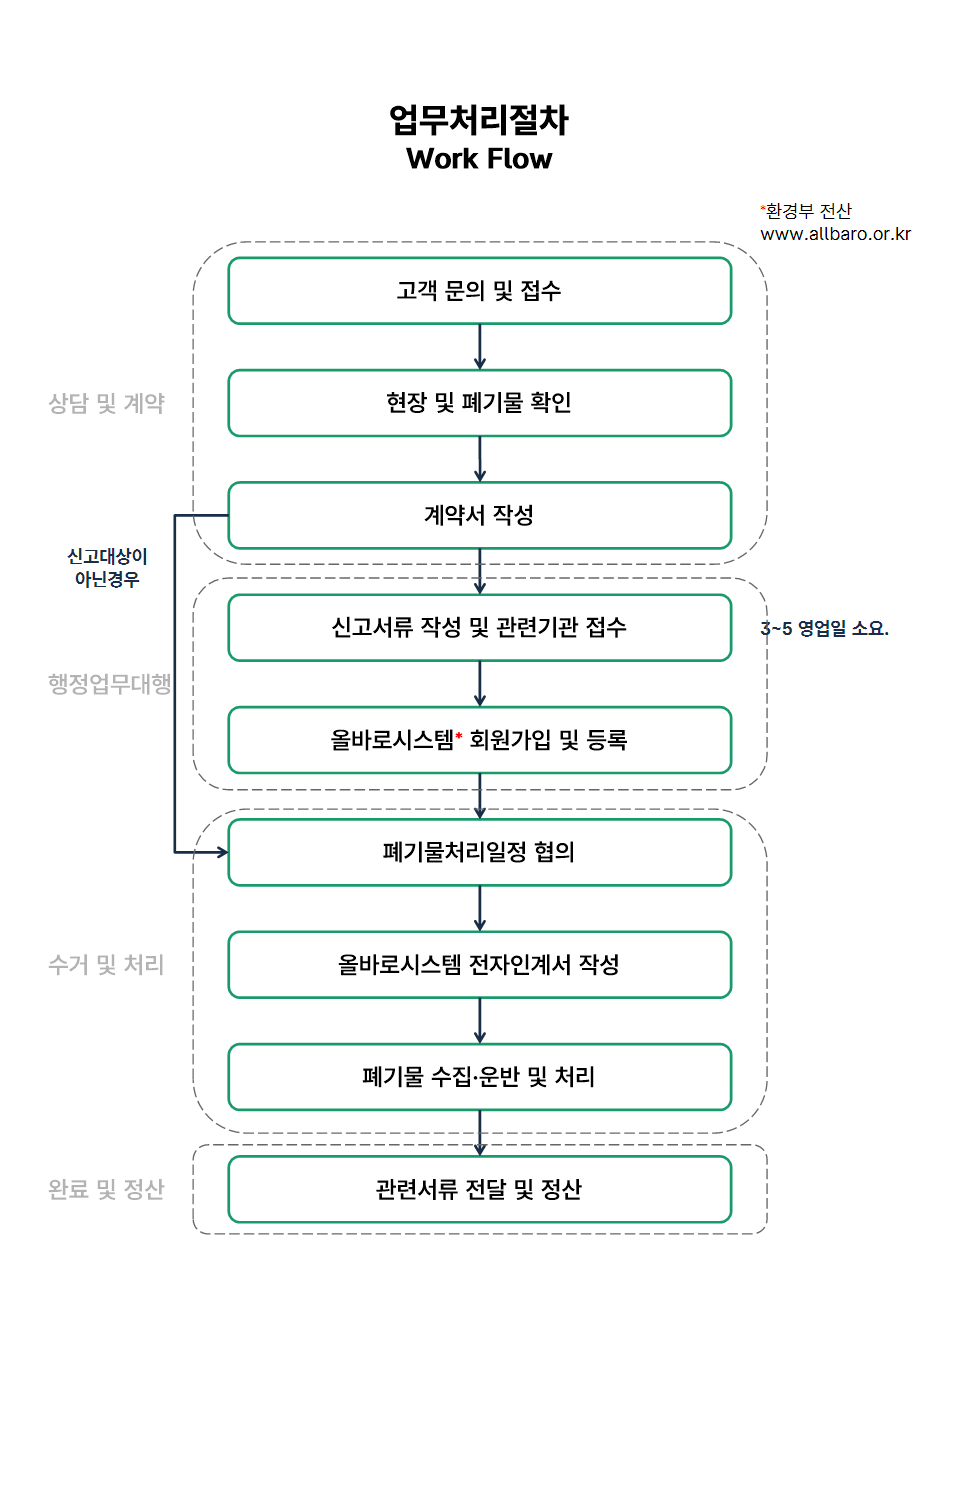 업무처리절차
Work Flow
*환경부 전산
www.allbaro.or.kr
고객 문의 및 접수
상담 및 계약
현장 및 폐기물 확인
계약서 작성
신고대상이
아닌경우
신고서류 작성 및 관련기관 접수
3~5 영업일 소요.
행정업무대행
올바로시스템* 회원가입 및 등록
폐기물처리일정 협의
수거 및 처리
올바로시스템 전자인계서 작성
폐기물 수집·운반 및 처리
완료 및 정산
관련서류 전달 및 정산